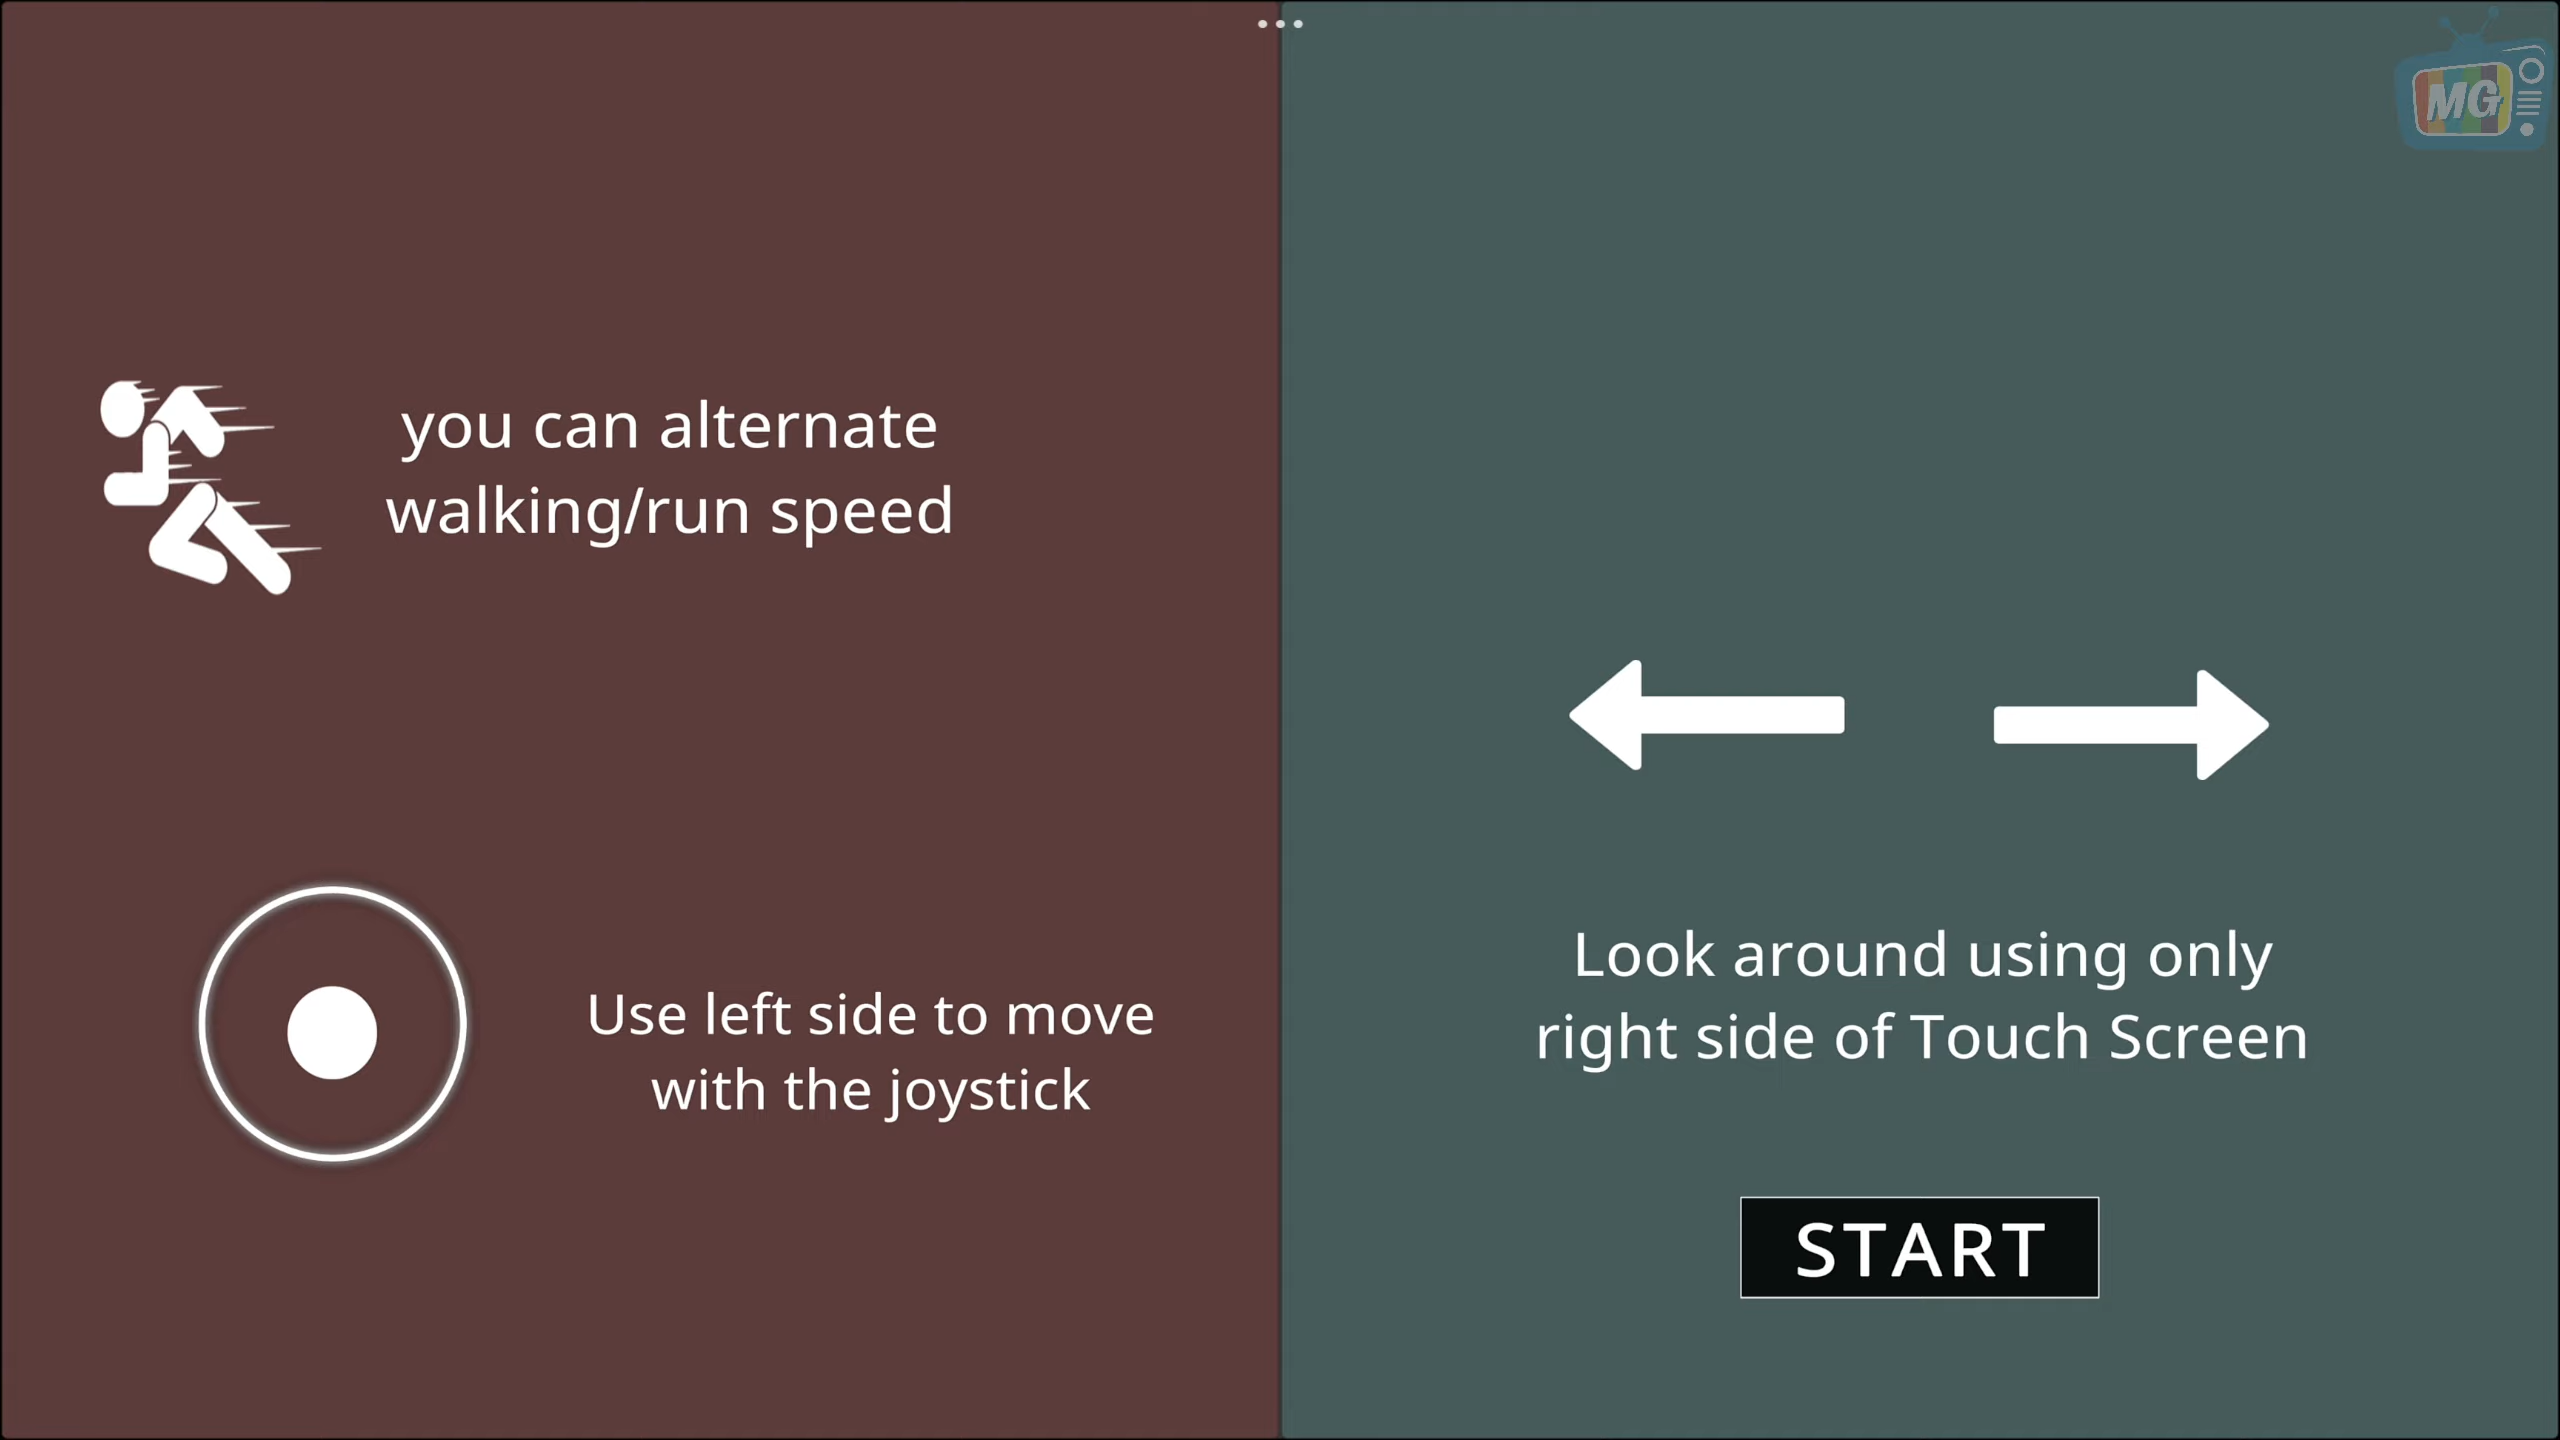 MG
you can alternate
walking/run speed
Use left side to move
with the joystick
Look around using only
right side of Touch Screen
START